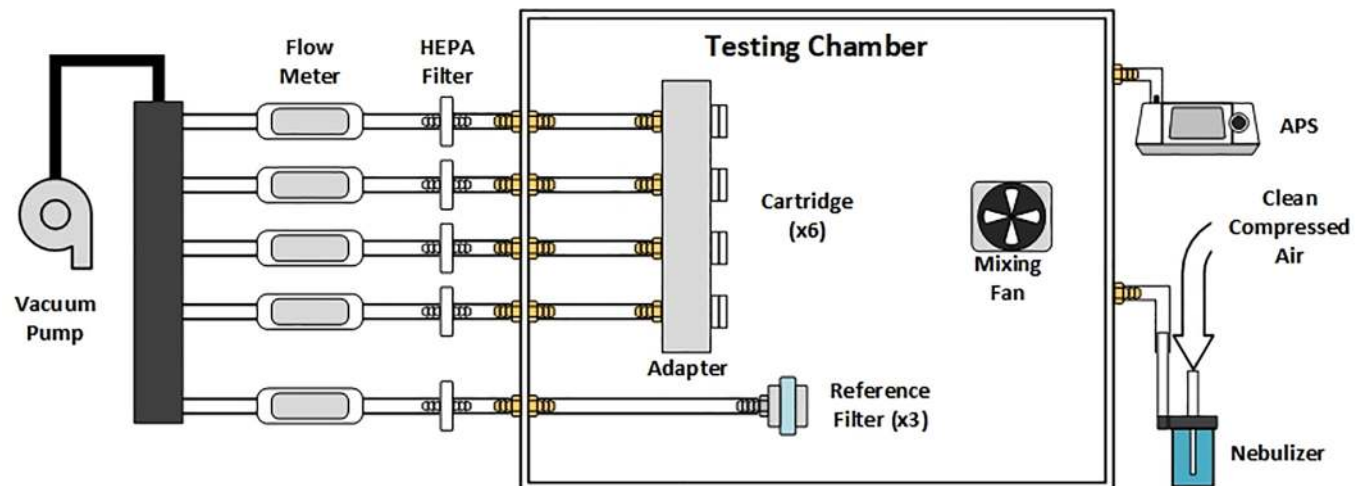 Flow
Meter
HEPA
Filter
Testing Chamber
APS
Cartridge
(x6)
Clean
Compressed
Air
Mixing
Fan
Vacuum
Pump
Adapter
Reference
Filter (x3)
Nebulizer